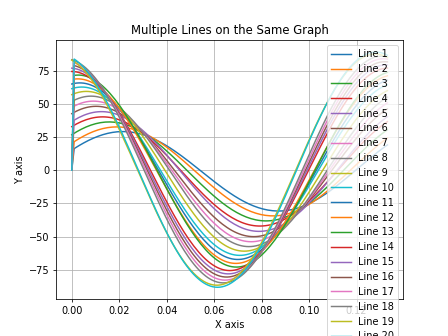 Multiple Lines on the Same Graph
Y axis
75
50
25
0
−25
−50
−75
0.00
0.02
0.04
0.06
0.08
0.10
X axis
Line 1
Line 2
Line 3
Line 4
Line 5
Line 6
Line 7
Line 8
Line 9
Line 10
Line 11
Line 12
Line 13
Line 14
Line 15
Line 16
Line 17
Line 18
Line 19
Line 20